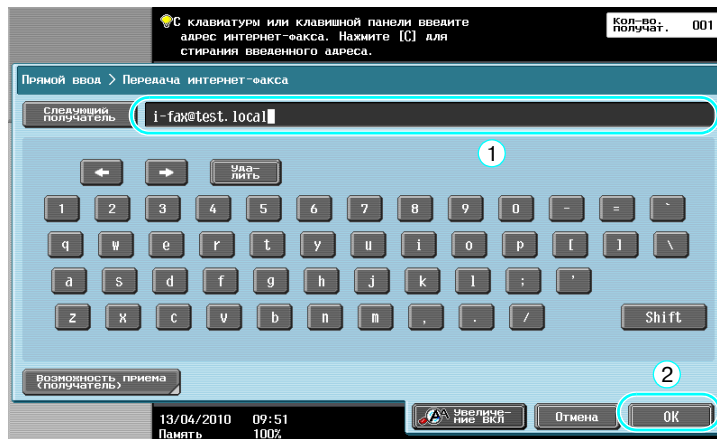 С клавиатуры или клавишной панели введите
адрес интернет-факса. Нажмите [C] для
стирания введенного адреса.
Кол-во.
получат. 001
Прямой ввод > Передача интернет-факса
Следующий
получатель
i-fax@test.local
1
Уда-
лить
1 2 3 4 5 6 7 8 9 0 - = `
q w e r t y u i o p [ ] \
a s d f g h j k l ; '
z x c v b n m , . / Shift
Возможность приема
(получатель)
2
Увеличе-
ние ВКЛ
Отмена
OK
13/04/2010 09:51
Память 100%